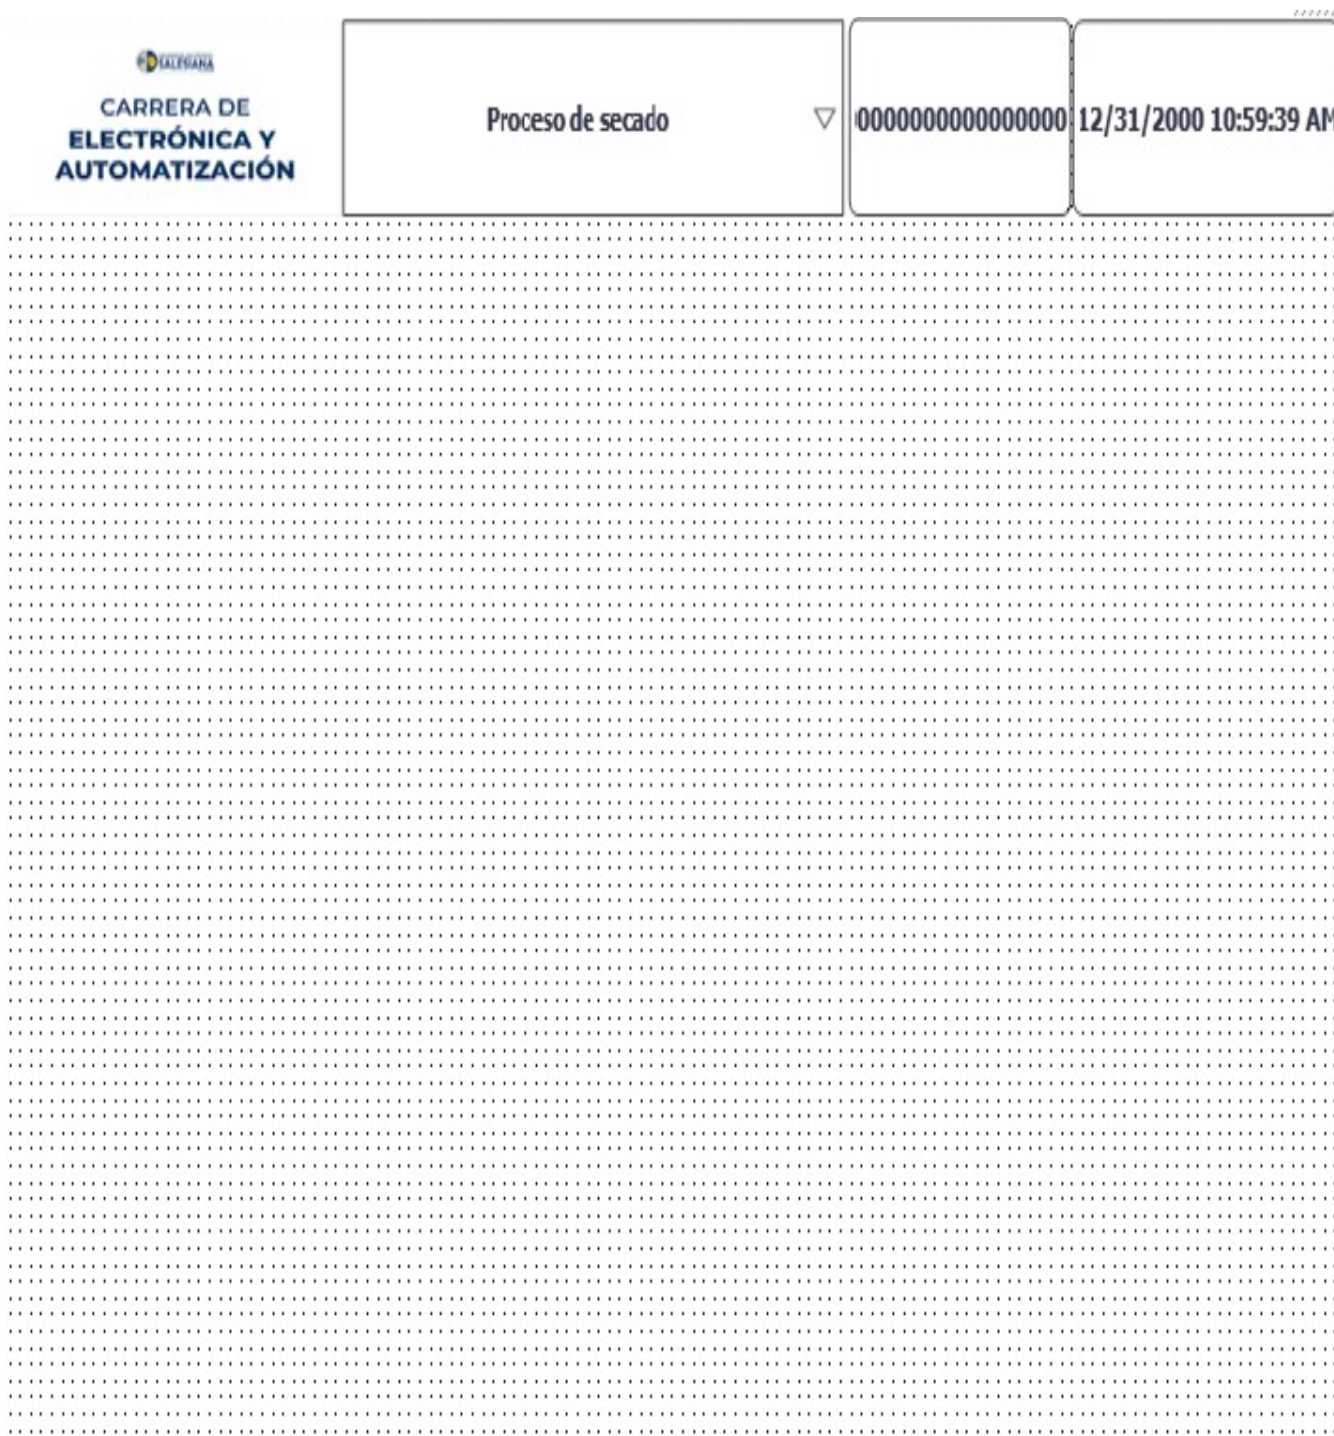 SALESIANA
CARRERA DE
ELECTRÓNICA Y
AUTOMATIZACIÓN
Proceso de secado
0000000000000000
12/31/2000 10:59:39 AM